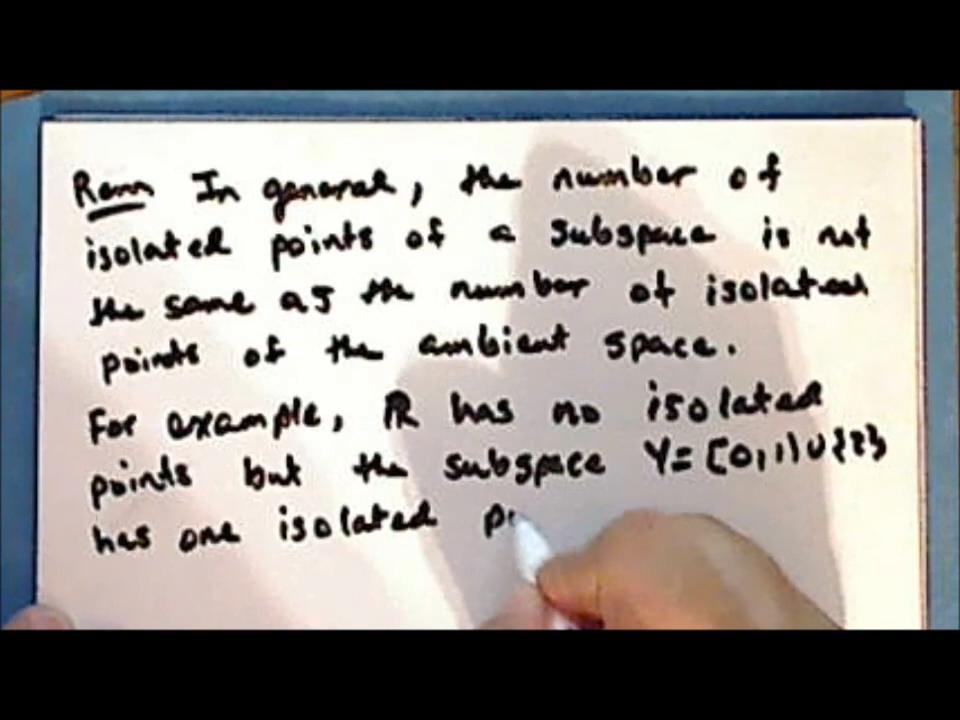 Rem In general, the number of
isolated points of a subspace is not
the same as the number of isolated
points of the ambient space.
For example, ℝ has no isolated
points but the subspace Y=[0,1)∪{2}
has one isolated po